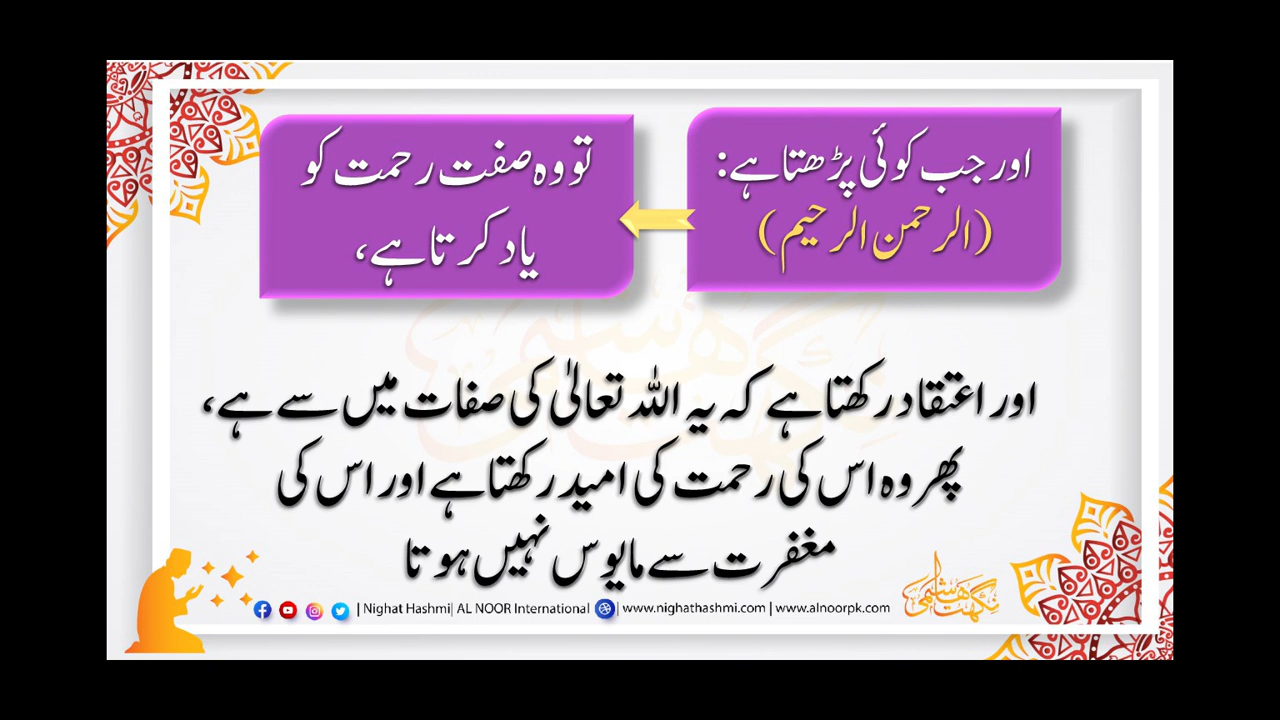 اور جب کوئی پڑھتا ہے:
(الرحمن الرحیم)
تو وہ صفت رحمت کو
یاد کرتا ہے،
اور اعتقاد رکھتا ہے کہ یہ اللہ تعالیٰ کی صفات میں سے ہے،
پھر وہ اس کی رحمت کی امید رکھتا ہے اور اس کی
مغفرت سے مایوس نہیں ہوتا
| Nighat Hashmi| AL NOOR International | www.nighathashmi.com | www.alnoorpk.com
نگہت ہاشمی